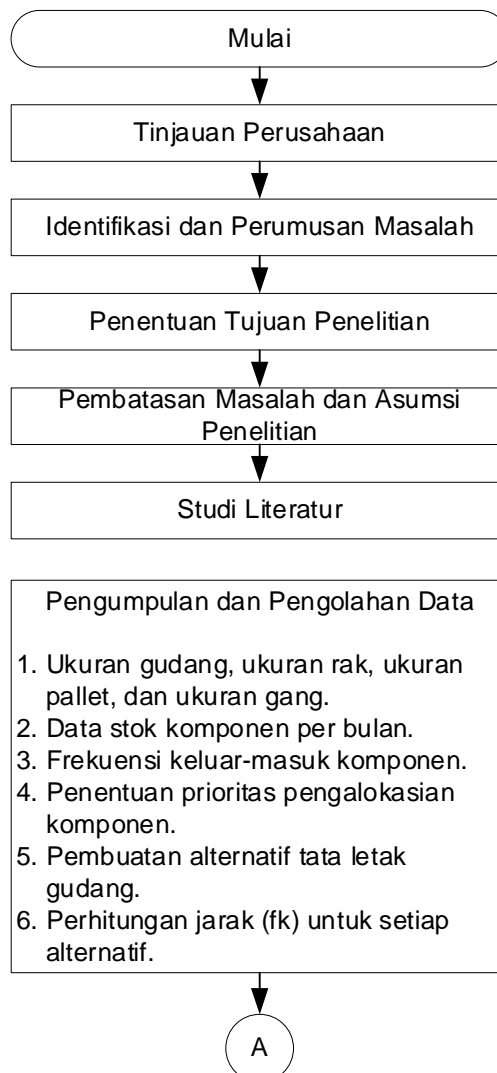 Mulai
Tinjauan Perusahaan
Identifikasi dan Perumusan Masalah
Penentuan Tujuan Penelitian
Pembatasan Masalah dan Asumsi
Penelitian
Studi Literatur
Pengumpulan dan Pengolahan Data
1. Ukuran gudang, ukuran rak, ukuran
pallet, dan ukuran gang.
2. Data stok komponen per bulan.
3. Frekuensi keluar-masuk komponen.
4. Penentuan prioritas pengalokasian
komponen.
5. Pembuatan alternatif tata letak
gudang.
6. Perhitungan jarak (fk) untuk setiap
alternatif.
A